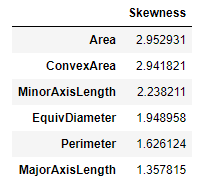 Skewness
Area 2.952931
ConvexArea 2.941821
MinorAxisLength 2.238211
EquivDiameter 1.948958
Perimeter 1.626124
MajorAxisLength 1.357815